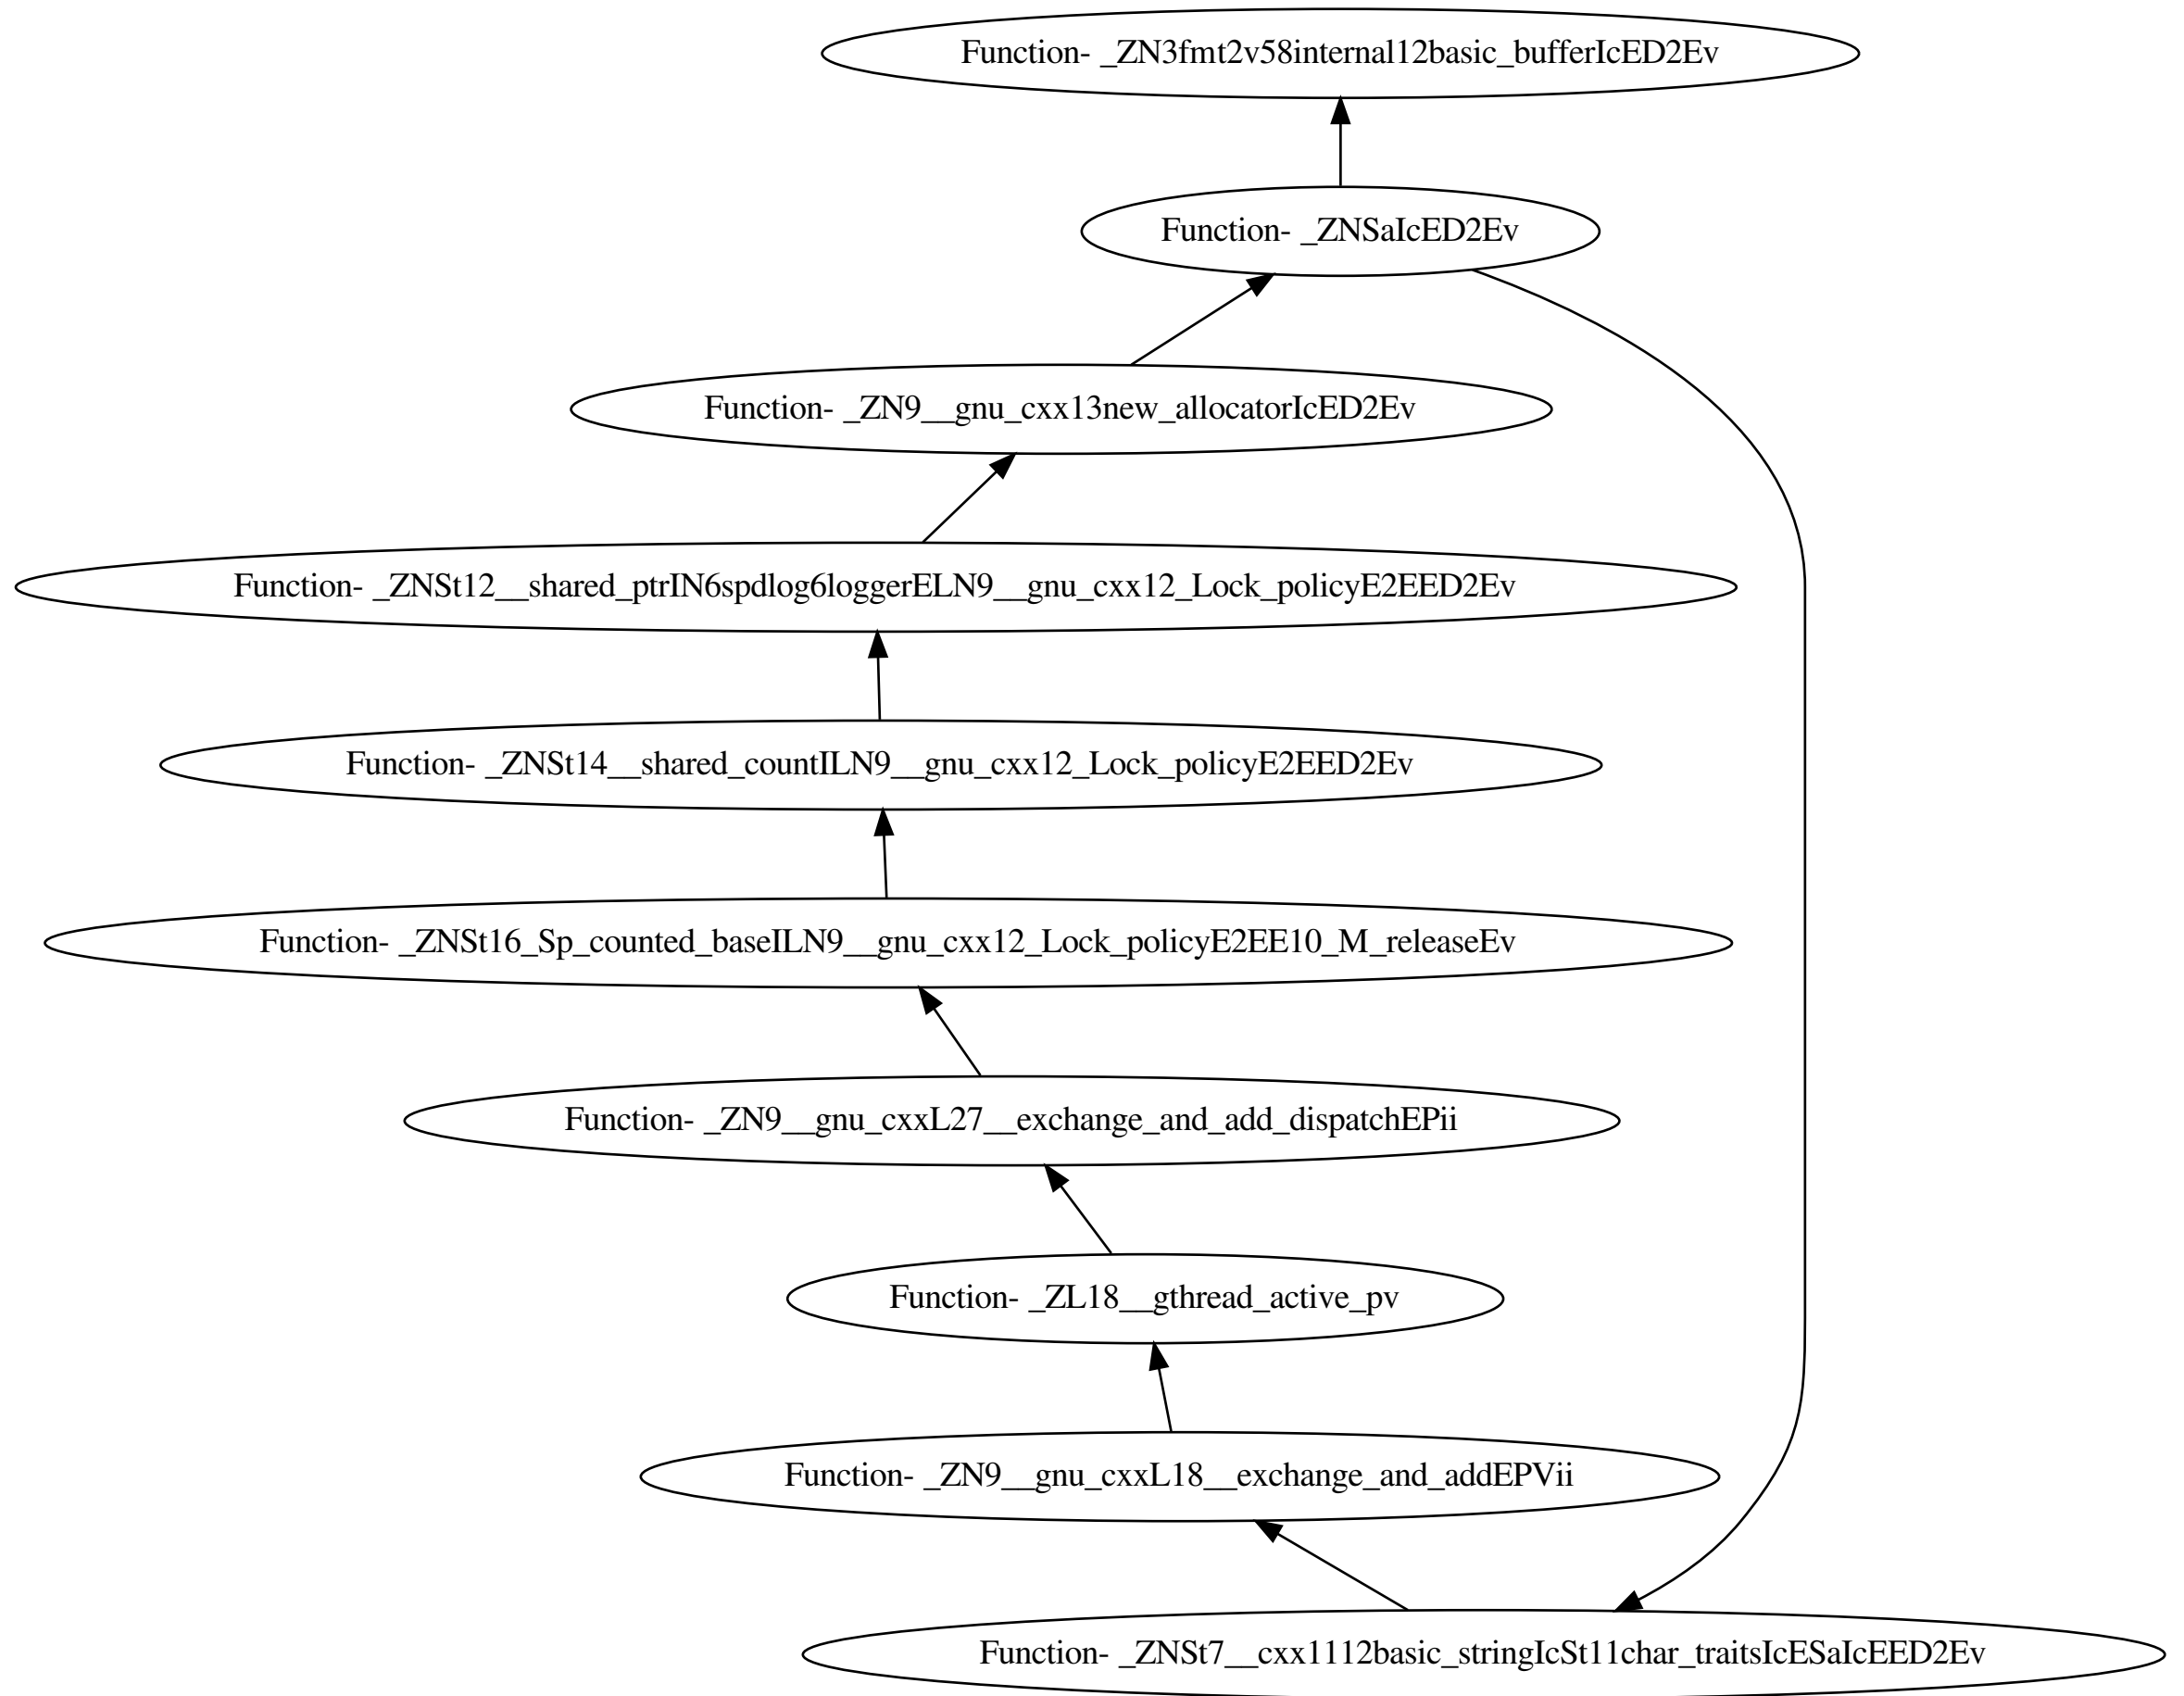 Function- _ZN3fmt2v58internal12basic_bufferIcED2Ev
Function- _ZNSaIcED2Ev
Function- _ZN9__gnu_cxx13new_allocatorIcED2Ev
Function- _ZNSt12__shared_ptrIN6spdlog6loggerELN9__gnu_cxx12_Lock_policyE2EED2Ev
Function- _ZNSt14__shared_countILN9__gnu_cxx12_Lock_policyE2EED2Ev
Function- _ZNSt16_Sp_counted_baseILN9__gnu_cxx12_Lock_policyE2EE10_M_releaseEv
Function- _ZN9__gnu_cxxL27__exchange_and_add_dispatchEPii
Function- _ZL18__gthread_active_pv
Function- _ZN9__gnu_cxxL18__exchange_and_addEPVii
Function- _ZNSt7__cxx1112basic_stringIcSt11char_traitsIcESaIcEED2Ev